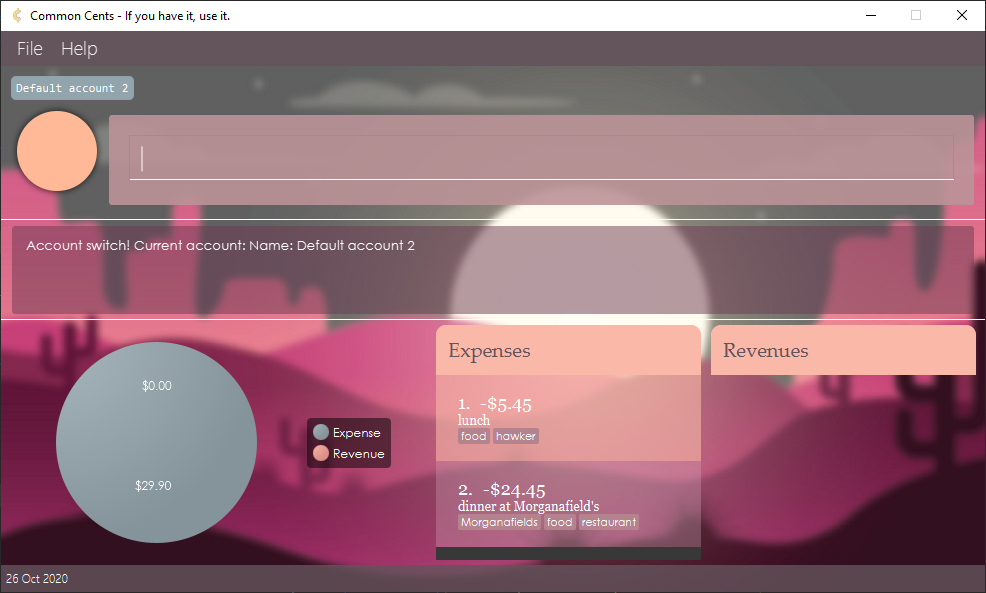 Common Cents - If you have it, use it.
File Help
Default account 2
Account switch! Current account: Name: Default account 2
$0.00
$29.90
Expense
Revenue
Expenses
1. -$5.45
lunch
food hawker
2. -$24.45
dinner at Morganafield's
Morganafields food restaurant
Revenues
26 Oct 2020